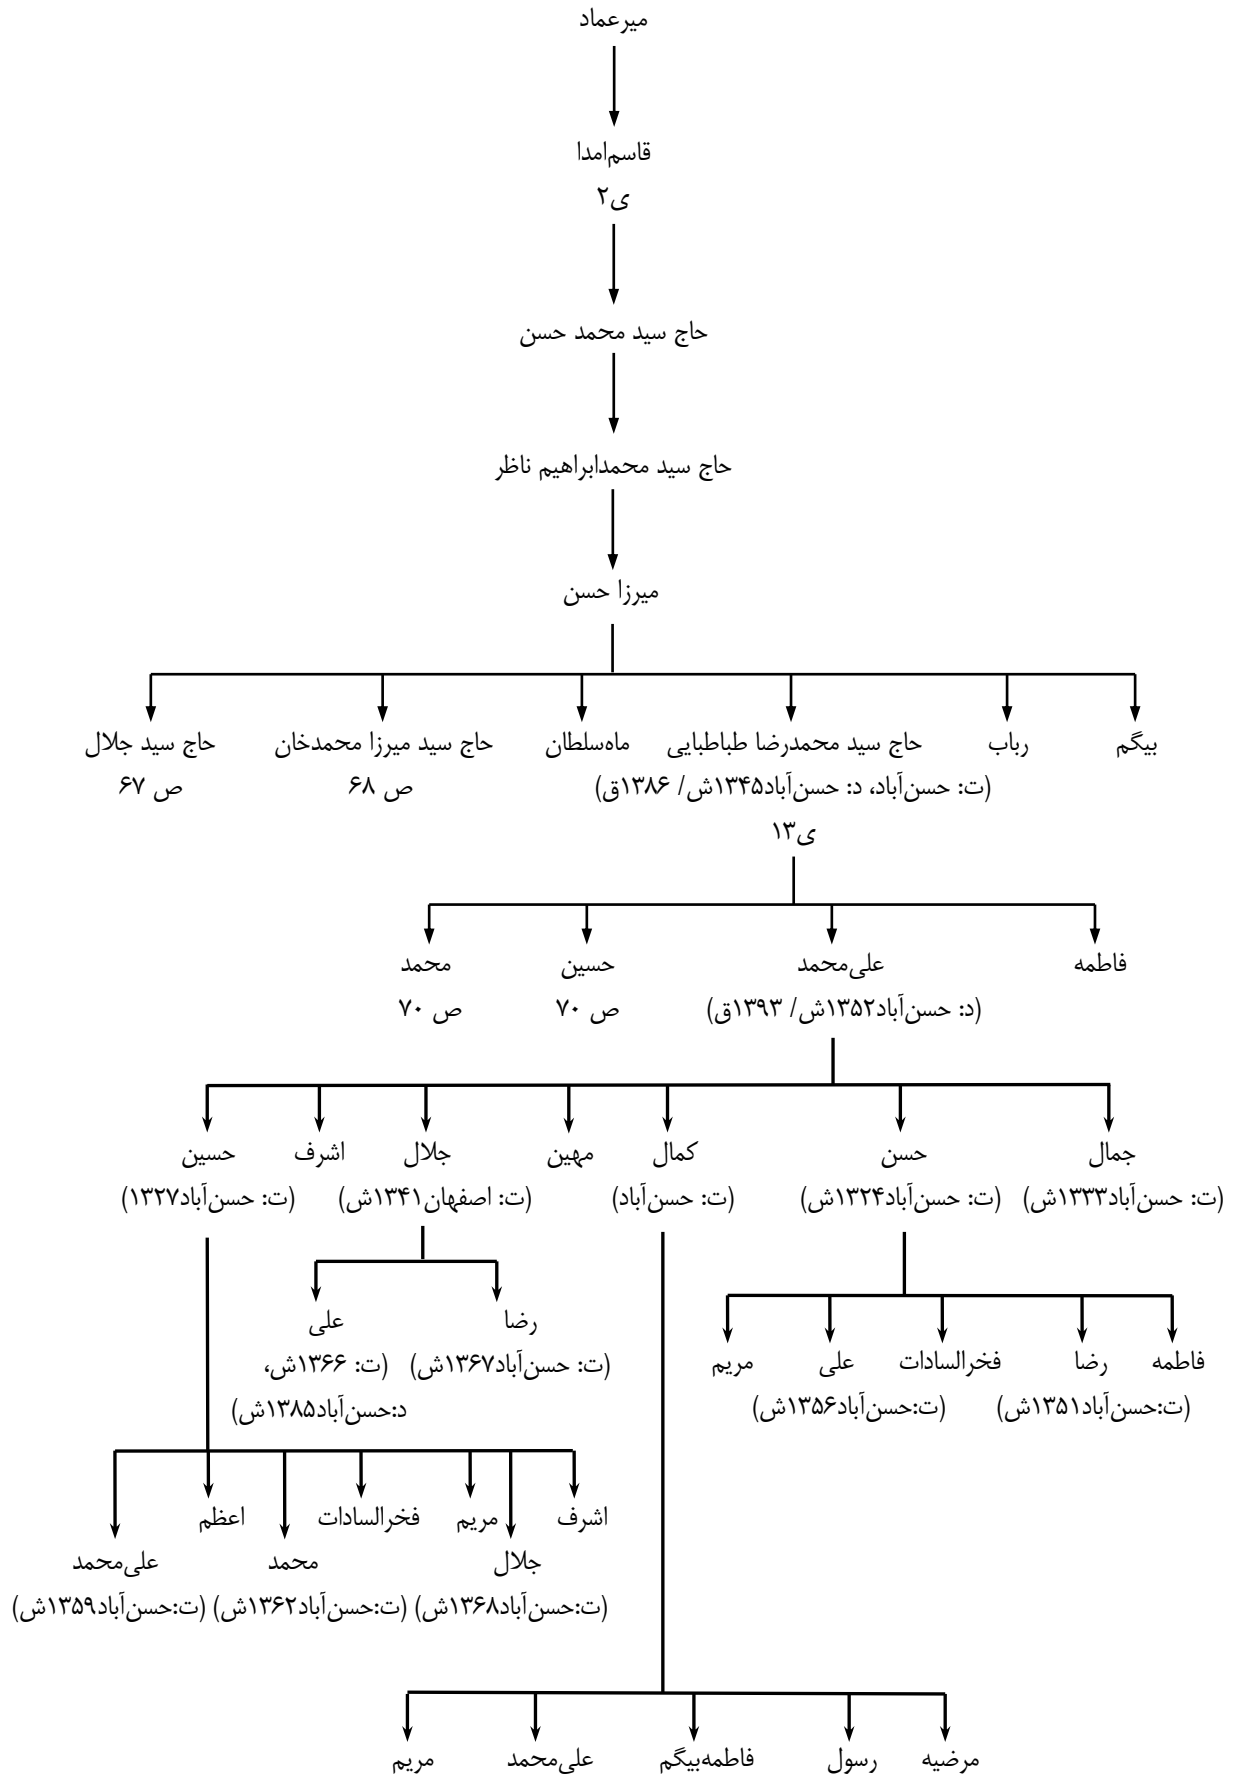 میرعماد
قاسم‌امدا
ی۲
حاج سید محمد حسن
حاج سید محمدابراهیم ناظر
میرزا حسن
بیگم رباب حاج سید محمدرضا طباطبایی ماه‌سلطان حاج سید میرزا محمدخان حاج سید جلال
(ت: حسن‌آباد، د: حسن‌آباد۱۳۴۵ش/ ۱۳۸۶ق) ص ۶۸ ص ۶۷
ی۱۳
فاطمه علی‌محمد حسین محمد
(د: حسن‌آباد۱۳۵۲ش/ ۱۳۹۳ق) ص ۷۰ ص ۷۰
جمال حسن کمال مهین جلال اشرف حسین
(ت: حسن‌آباد۱۳۳۳ش) (ت: حسن‌آباد۱۳۲۴ش) (ت: حسن‌آباد) (ت: اصفهان۱۳۴۱ش) (ت: حسن‌آباد۱۳۲۷)
رضا علی
فاطمه رضا فخرالسادات علی مریم
(ت: حسن‌آباد۱۳۶۷ش) (ت: ۱۳۶۶ش،
د:حسن‌آباد۱۳۸۵ش)
(ت:حسن‌آباد۱۳۵۱ش) (ت:حسن‌آباد۱۳۵۶ش)
اشرف مریم فخرالسادات اعظم
جلال محمد علی‌محمد
(ت:حسن‌آباد۱۳۶۸ش) (ت:حسن‌آباد۱۳۶۲ش) (ت:حسن‌آباد۱۳۵۹ش)
مرضیه رسول فاطمه‌بیگم علی‌محمد مریم